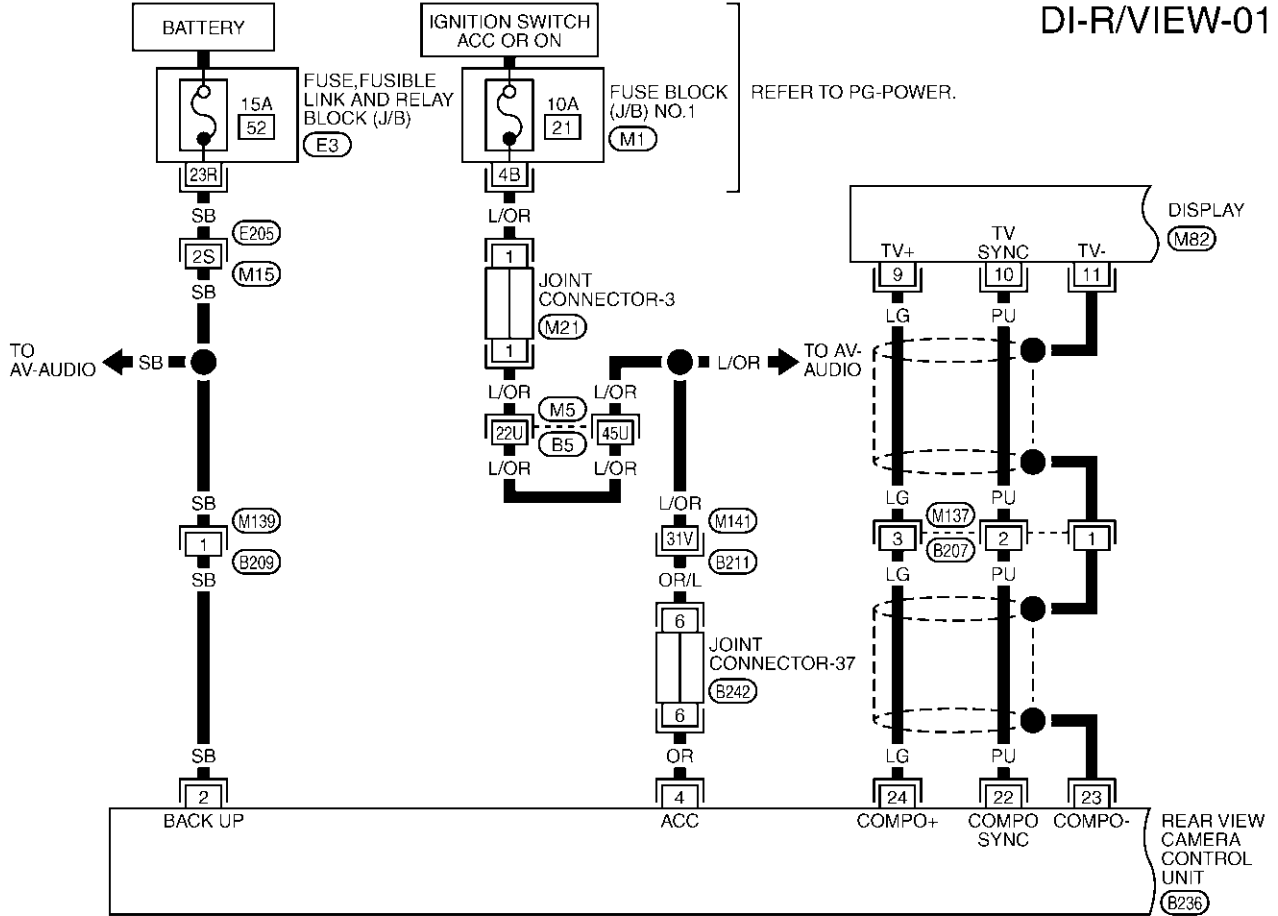 DI-R/VIEW-01
BATTERY
IGNITION SWITCH
ACC OR ON
15A
52
FUSE,FUSIBLE
LINK AND RELAY
BLOCK (J/B)
E3
10A
21
FUSE BLOCK
(J/B) NO.1
M1
REFER TO PG-POWER.
23R
4B
SB
L/OR
E205
2S
M15
SB
1
JOINT
CONNECTOR-3
M21
1
DISPLAY
M82
TV+
TV
SYNC
TV-
9
10
11
LG
PU
TO
AV-AUDIO
SB
L/OR
TO AV-
AUDIO
L/OR
L/OR
22U
M5
B5
45U
L/OR
L/OR
SB
L/OR
LG
PU
1
M139
B209
31V
M141
B211
3
M137
B207
2
1
SB
OR/L
LG
PU
6
JOINT
CONNECTOR-37
B242
6
SB
OR
LG
PU
2
4
24
22
23
BACK UP
ACC
COMPO+
COMPO
SYNC
COMPO-
REAR VIEW
CAMERA
CONTROL
UNIT
B236